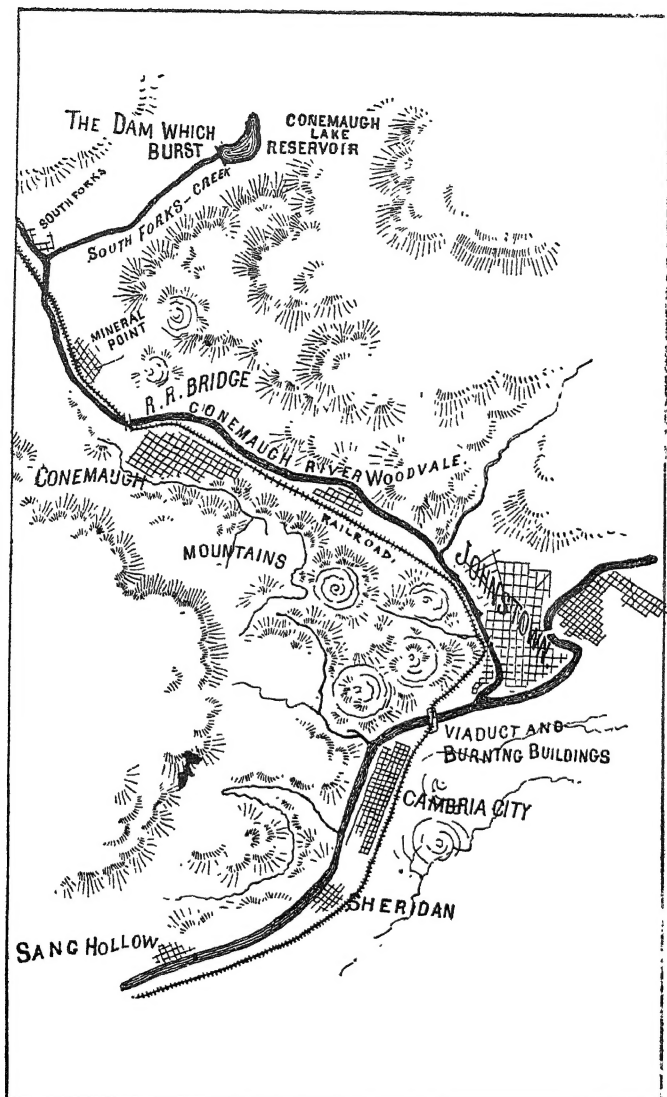 THE DAM WHICH
BURST
CONEMAUGH
LAKE
RESERVOIR
SOUTH FORKS
SOUTH FORKS-CREEK
MINERAL
POINT
R.R. BRIDGE
CONEMAUGH RIVER
WOODVALE
CONEMAUGH
RAILROAD,
MOUNTAINS
JOHNSTOWN
VIADUCT AND
BURNING BUILDINGS
CAMBRIA CITY
SHERIDAN
SANG HOLLOW